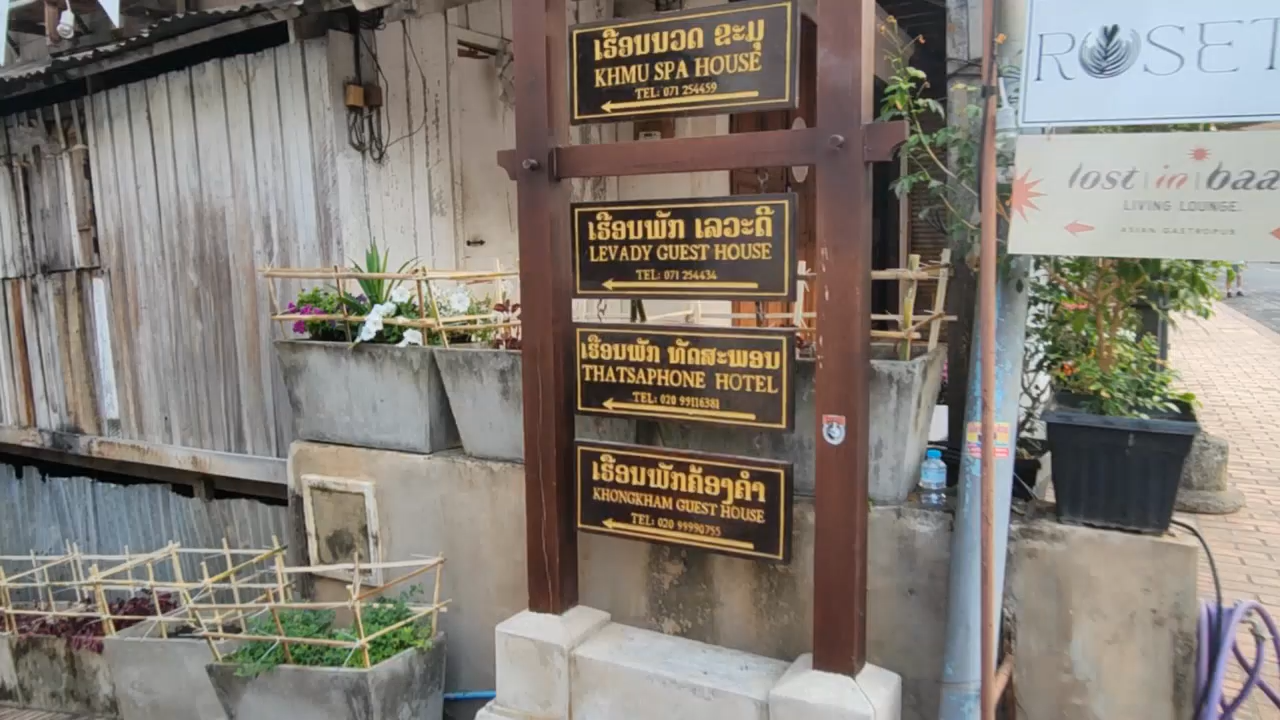 ເຮືອນນວດ ຂະມຸ
KHMU SPA HOUSE
TEL: 071 254459
ເຮືອນພັກ ເລວະດີ
LEVADY GUEST HOUSE
TEL: 071 254434
ເຮືອນພັກ ທັດສະພອນ
THATSAPHONE HOTEL
TEL: 020 99116381
ເຮືອນພັກຄ້ອງຄຳ
KHONGKHAM GUEST HOUSE
TEL: 020 99990755
ROSET
lost | in | baa
LIVING LOUNGE.
ASIAN GASTROPUB